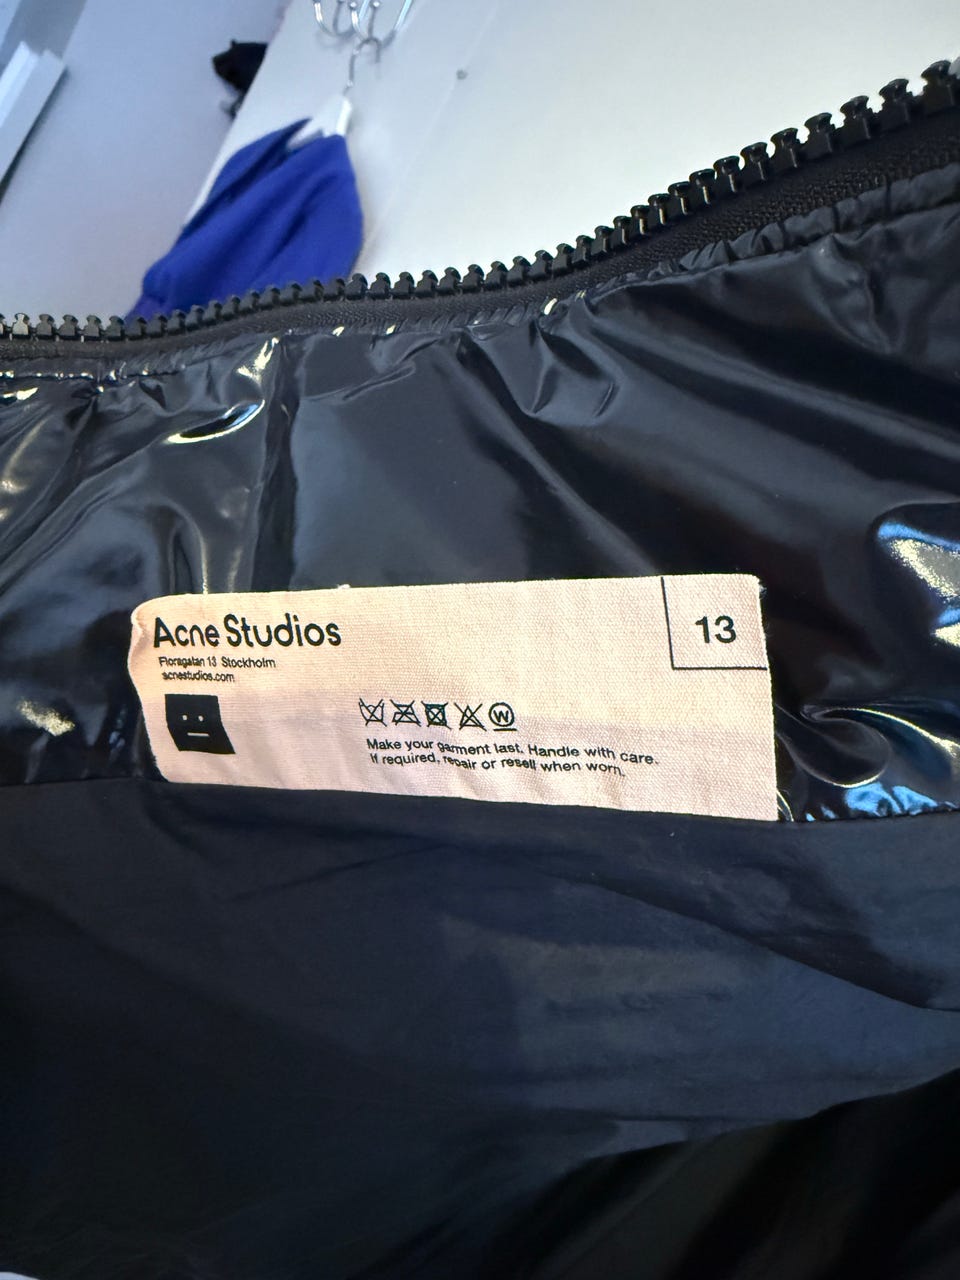 Acne Studios
Floragatan 13 Stockholm
acnestudios.com
13
W
Make your garment last. Handle with care.
If required, repair or resell when worn.